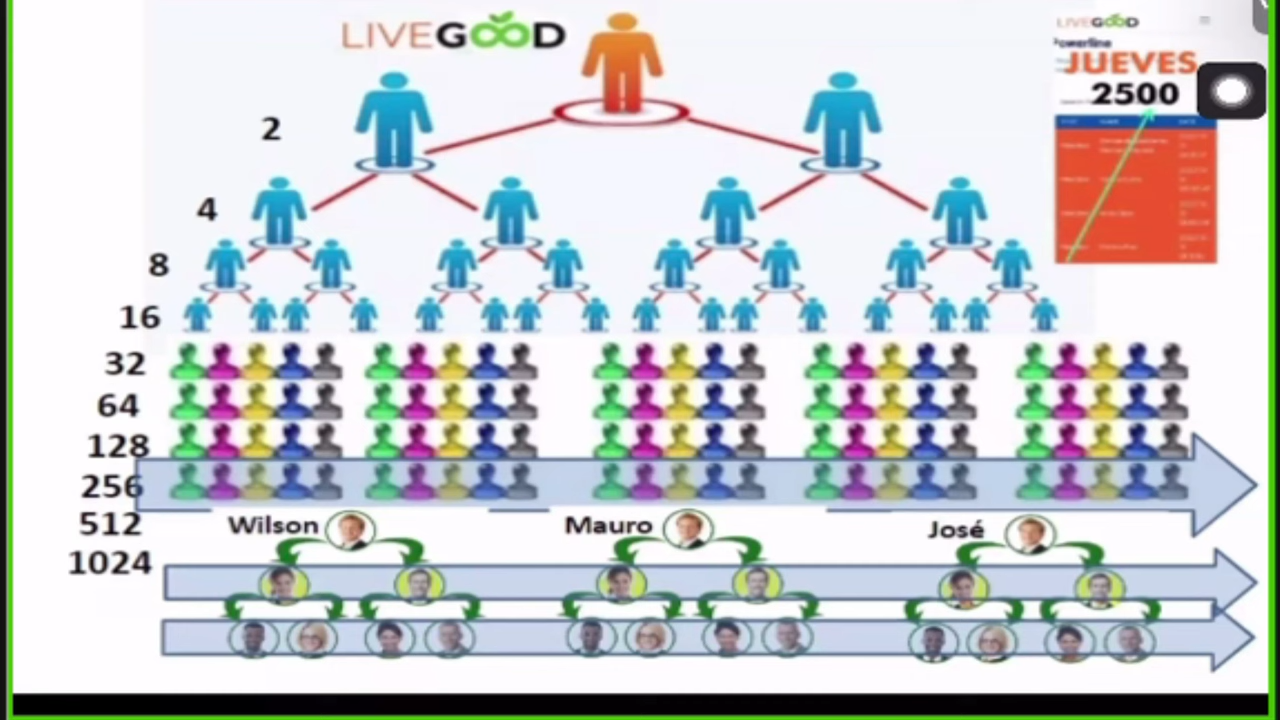 LIVEGOOD
LIVEGOOD
Powerline
JUEVES
2500
2
4
8
16
32
64
128
256
512
1024
Wilson
Mauro
José